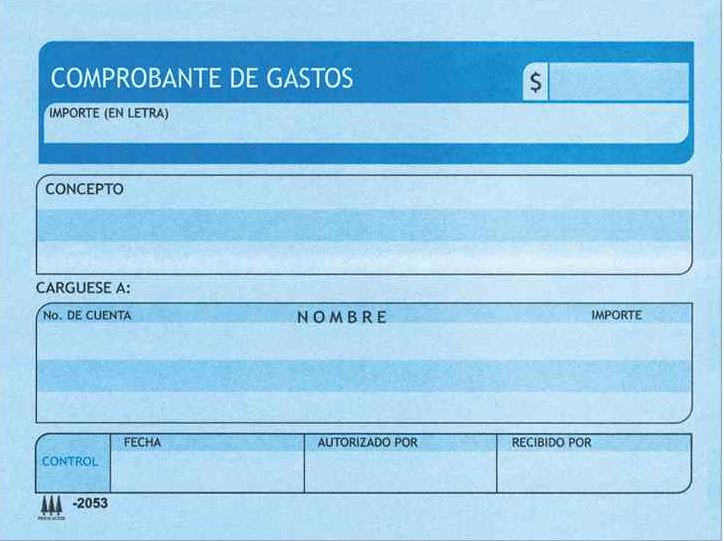 COMPROBANTE DE GASTOS
$
IMPORTE (EN LETRA)
CONCEPTO
CARGUESE A:
No. DE CUENTA NOMBRE IMPORTE
FECHA AUTORIZADO POR RECIBIDO POR
CONTROL
-2053